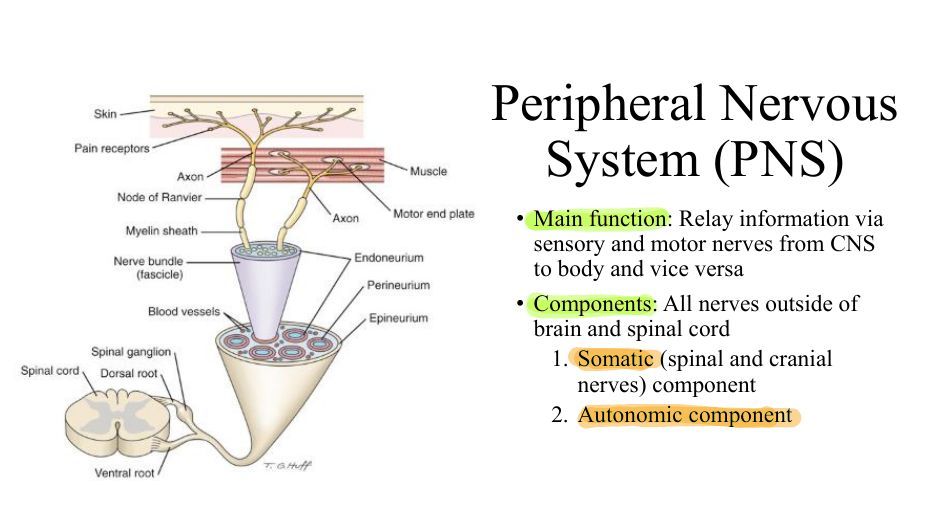 Peripheral Nervous
System (PNS)
• Main function: Relay information via
sensory and motor nerves from CNS
to body and vice versa
• Components: All nerves outside of
brain and spinal cord
1. Somatic (spinal and cranial
nerves) component
2. Autonomic component
Skin
Pain receptors
Axon
Node of Ranvier
Myelin sheath
Nerve bundle
(fascicle)
Blood vessels
Spinal ganglion
Spinal cord
Dorsal root
Ventral root
Muscle
Motor end plate
Axon
Endoneurium
Perineurium
Epineurium
T. G. Huff